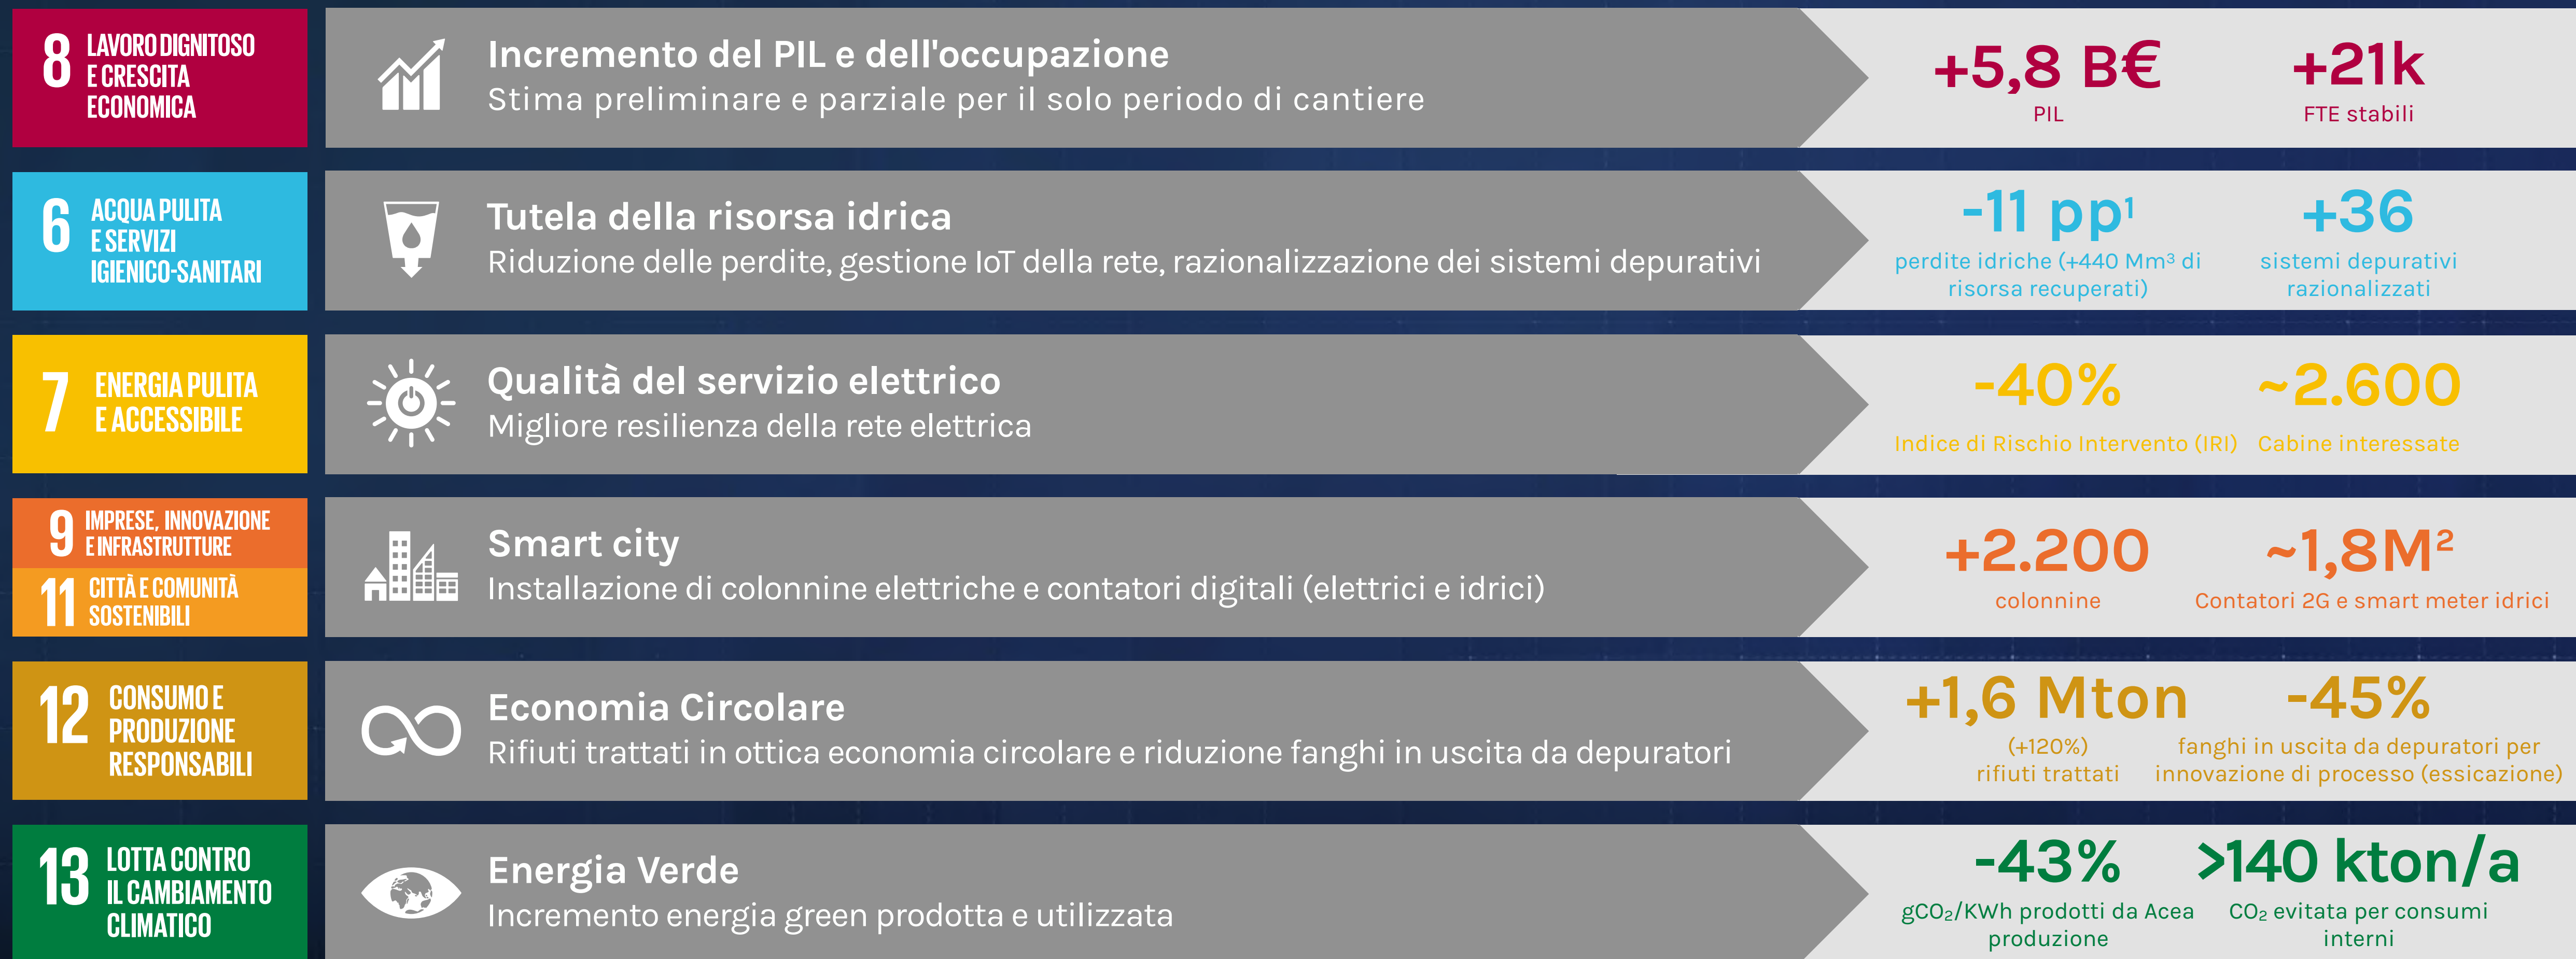 8 LAVORO DIGNITOSO
E CRESCITA
ECONOMICA
Incremento del PIL e dell'occupazione
Stima preliminare e parziale per il solo periodo di cantiere
+5,8 B€
PIL
+21k
FTE stabili
6 ACQUA PULITA
E SERVIZI
IGIENICO-SANITARI
Tutela della risorsa idrica
Riduzione delle perdite, gestione IoT della rete, razionalizzazione dei sistemi depurativi
-11 pp¹
perdite idriche (+440 Mm³ di
risorsa recuperati)
+36
sistemi depurativi
razionalizzati
7 ENERGIA PULITA
E ACCESSIBILE
Qualità del servizio elettrico
Migliore resilienza della rete elettrica
-40%
Indice di Rischio Intervento (IRI)
~2.600
Cabine interessate
9 IMPRESE, INNOVAZIONE
E INFRASTRUTTURE
11 CITTÀ E COMUNITÀ
SOSTENIBILI
Smart city
Installazione di colonnine elettriche e contatori digitali (elettrici e idrici)
+2.200
colonnine
~1,8M²
Contatori 2G e smart meter idrici
12 CONSUMO E
PRODUZIONE
RESPONSABILI
Economia Circolare
Rifiuti trattati in ottica economia circolare e riduzione fanghi in uscita da depuratori
+1,6 Mton
(+120%)
rifiuti trattati
-45%
fanghi in uscita da depuratori per
innovazione di processo (essicazione)
13 LOTTA CONTRO
IL CAMBIAMENTO
CLIMATICO
Energia Verde
Incremento energia green prodotta e utilizzata
-43%
gCO₂/KWh prodotti da Acea
produzione
>140 kton/a
CO₂ evitata per consumi
interni